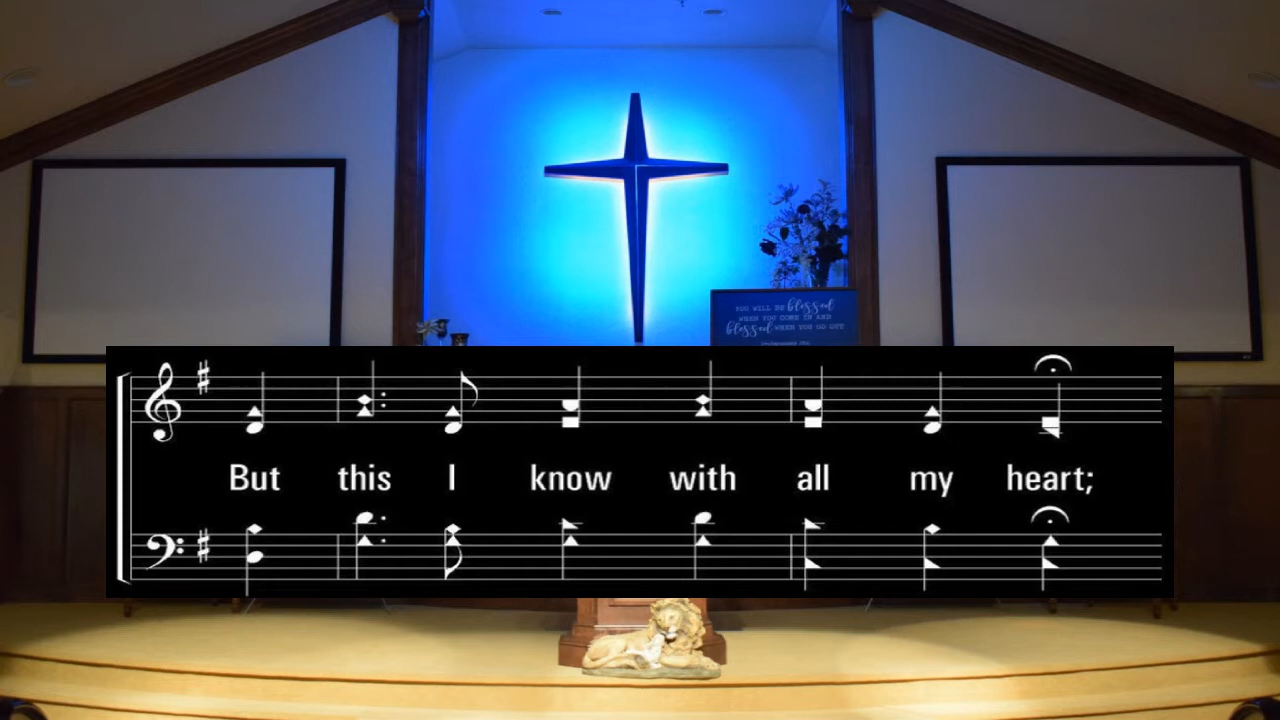 YOU WILL BE blessed
WHEN YOU COME IN AND
blessed WHEN YOU GO OUT
But this I know with all my heart;